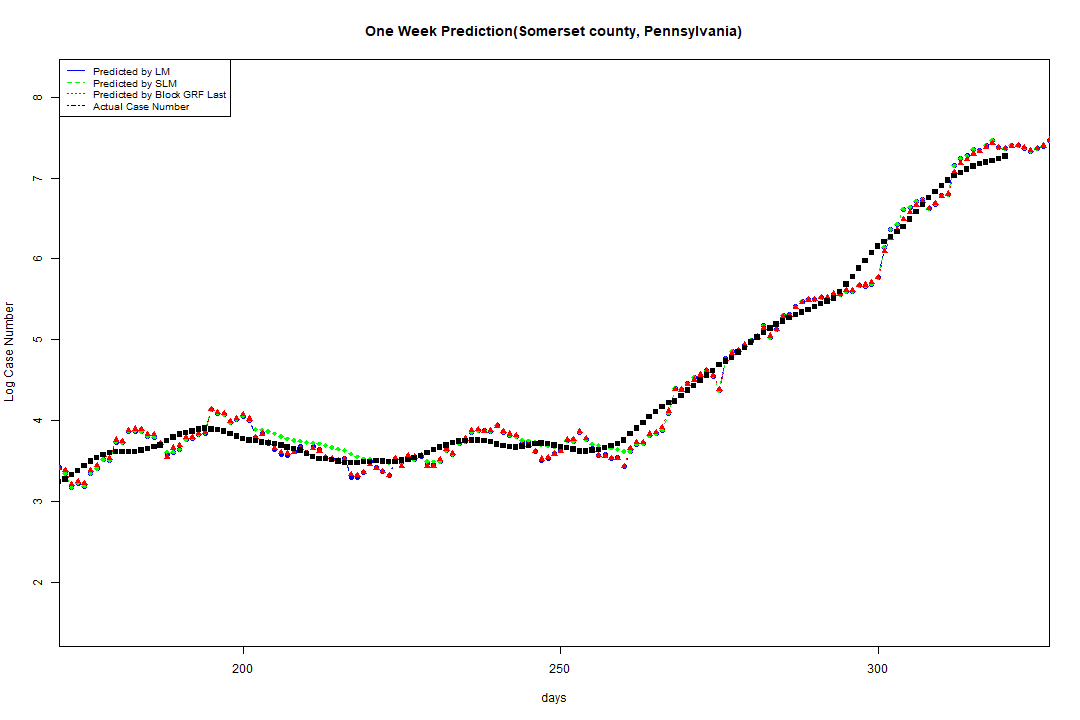 One Week Prediction(Somerset county, Pennsylvania)
Predicted by LM
Predicted by SLM
Predicted by Block GRF Last
Actual Case Number
8
7
6
5
4
3
2
Log Case Number
200 250 300
days